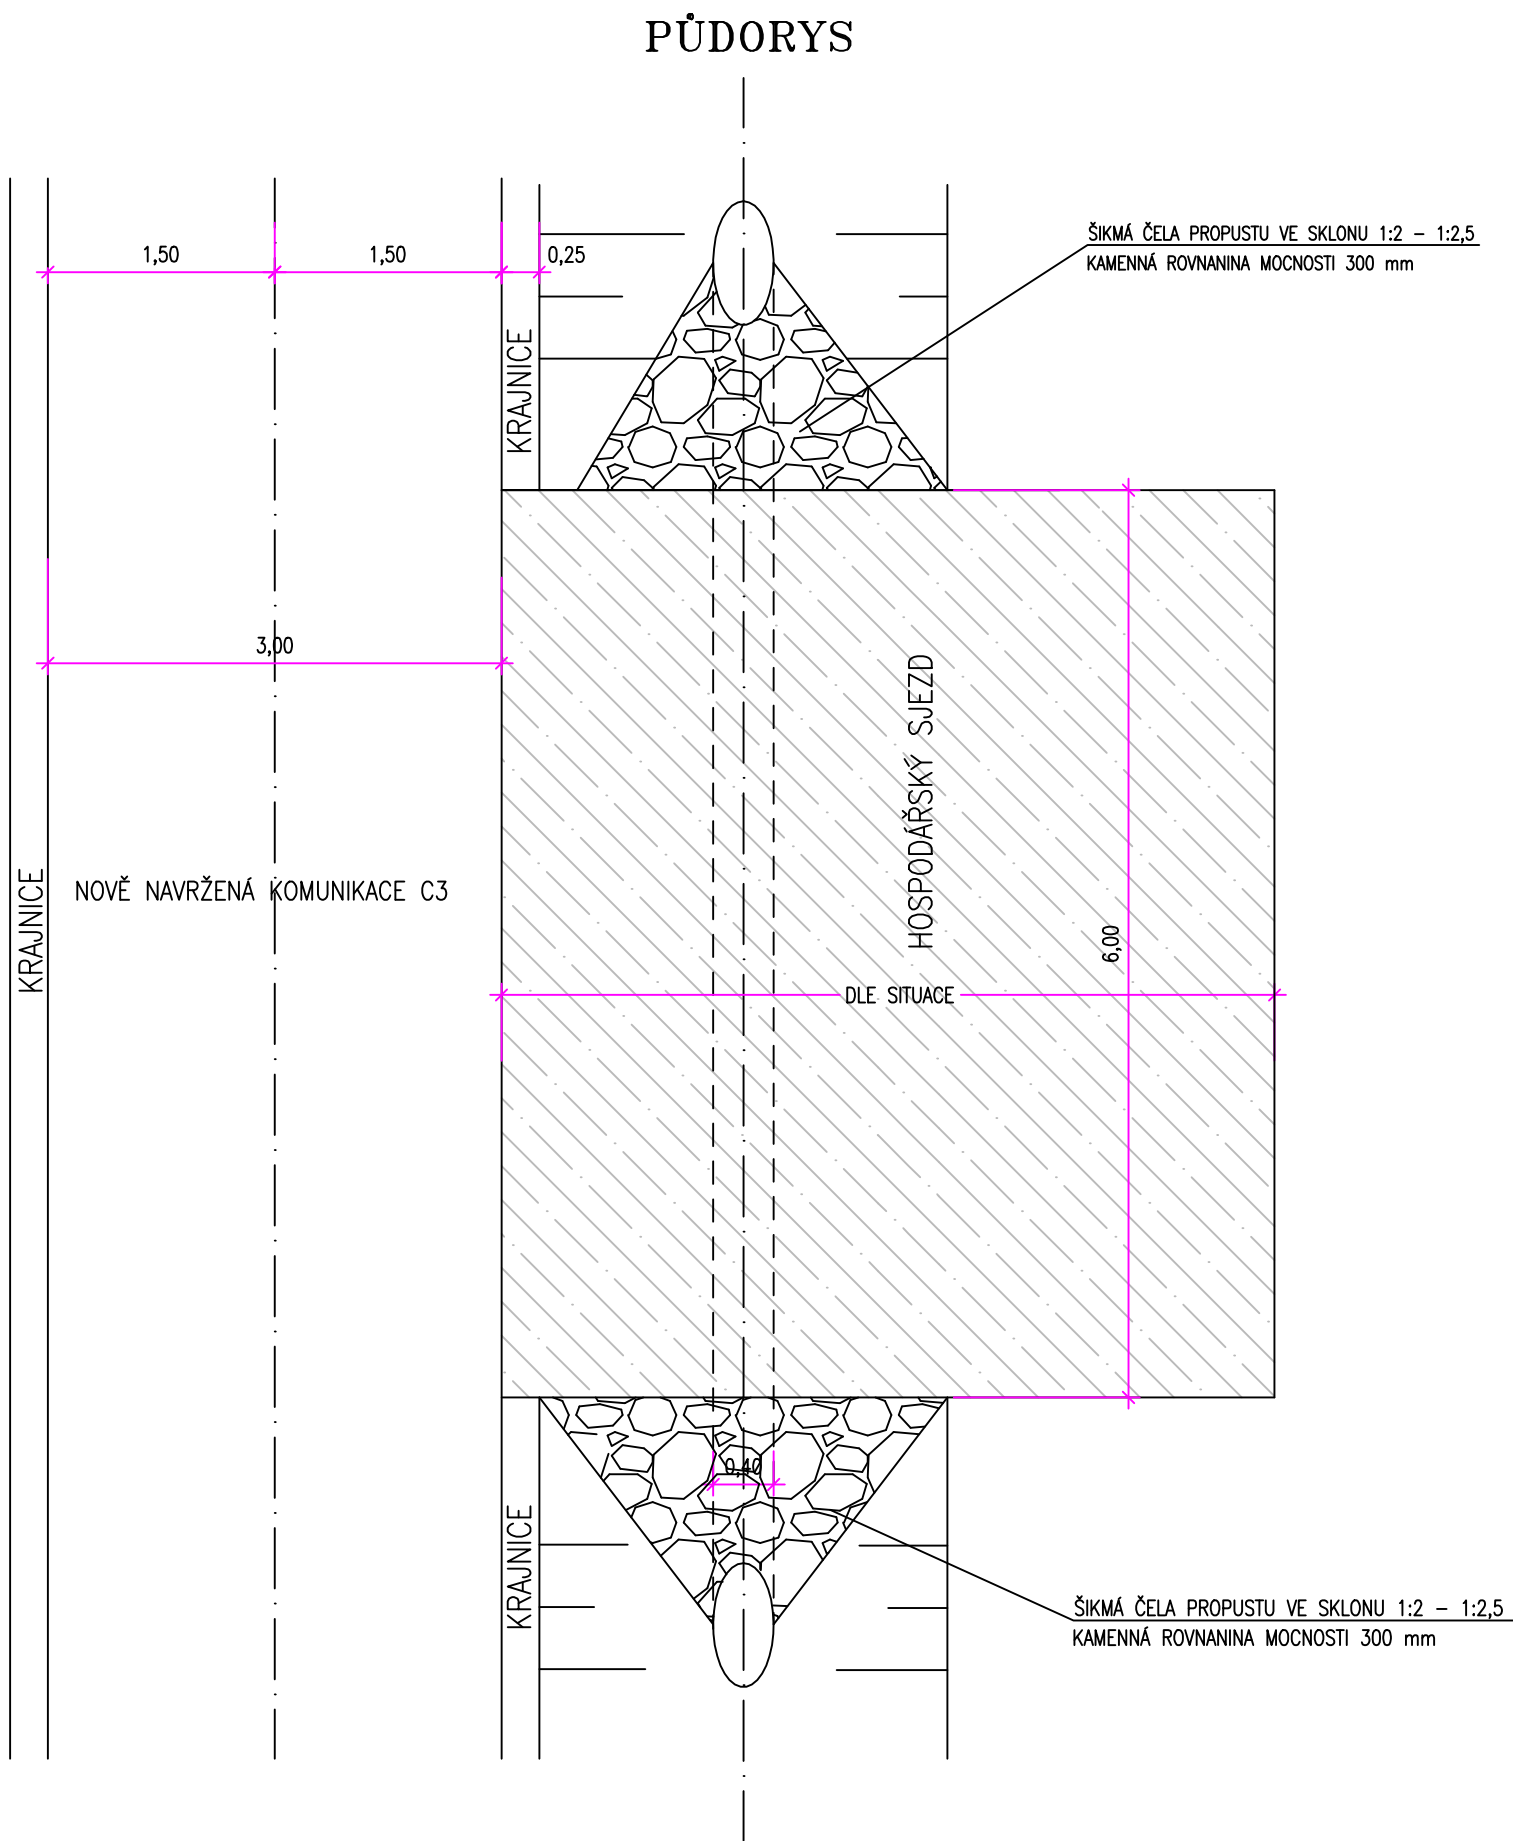 PŮDORYS
1,50
1,50
0,25
ŠIKMÁ ČELA PROPUSTU VE SKLONU 1:2 – 1:2,5
KAMENNÁ ROVNANINA MOCNOSTI 300 mm
KRAJNICE
3,00
HOSPODÁŘSKÝ SJEZD
KRAJNICE
NOVĚ NAVRŽENÁ KOMUNIKACE C3
6,00
DLE SITUACE
0,40
KRAJNICE
ŠIKMÁ ČELA PROPUSTU VE SKLONU 1:2 – 1:2,5
KAMENNÁ ROVNANINA MOCNOSTI 300 mm